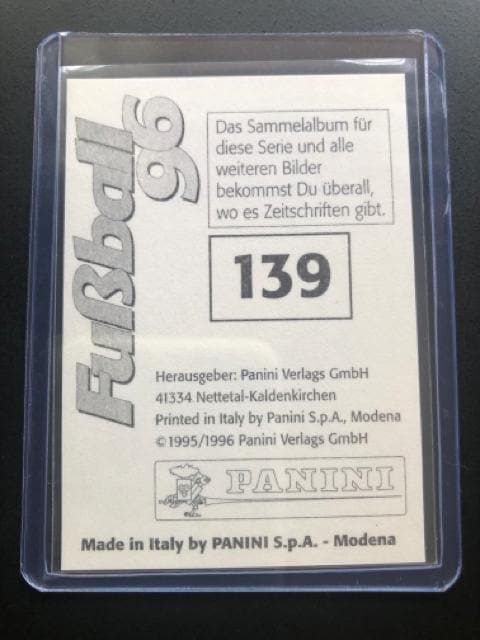 Fußball
96
Das Sammelalbum für
diese Serie und alle
weiteren Bilder
bekommst Du überall,
wo es Zeitschriften gibt.
139
Herausgeber: Panini Verlags GmbH
41334 Nettetal-Kaldenkirchen
Printed in Italy by Panini S.p.A., Modena
©1995/1996 Panini Verlags GmbH
PANINI
Made in Italy by PANINI S.p.A. - Modena